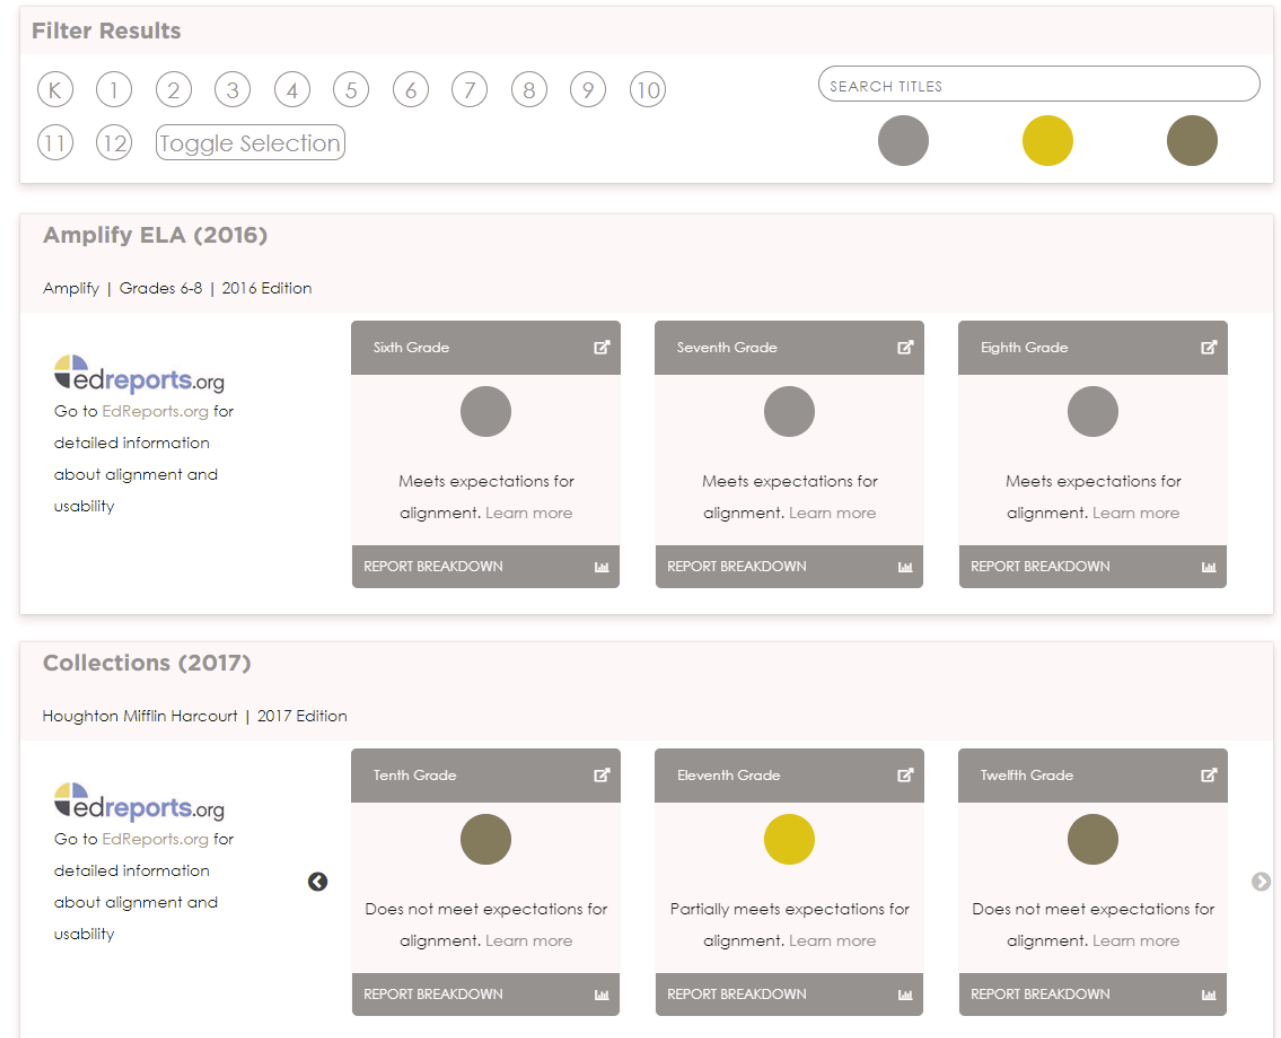 Filter Results
K 1 2 3 4 5 6 7 8 9 10
SEARCH TITLES
11 12 Toggle Selection
Amplify ELA (2016)
Amplify | Grades 6-8 | 2016 Edition
edreports.org
Go to EdReports.org for
detailed information
about alignment and
usability
Sixth Grade
Meets expectations for
alignment. Learn more
REPORT BREAKDOWN
Seventh Grade
Meets expectations for
alignment. Learn more
REPORT BREAKDOWN
Eighth Grade
Meets expectations for
alignment. Learn more
REPORT BREAKDOWN
Collections (2017)
Houghton Mifflin Harcourt | 2017 Edition
edreports.org
Go to EdReports.org for
detailed information
about alignment and
usability
Tenth Grade
Does not meet expectations for
alignment. Learn more
REPORT BREAKDOWN
Eleventh Grade
Partially meets expectations for
alignment. Learn more
REPORT BREAKDOWN
Twelfth Grade
Does not meet expectations for
alignment. Learn more
REPORT BREAKDOWN